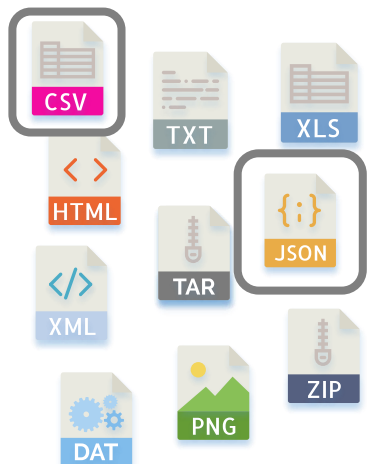 CSV
TXT
XLS
HTML
JSON
TAR
XML
ZIP
PNG
DAT